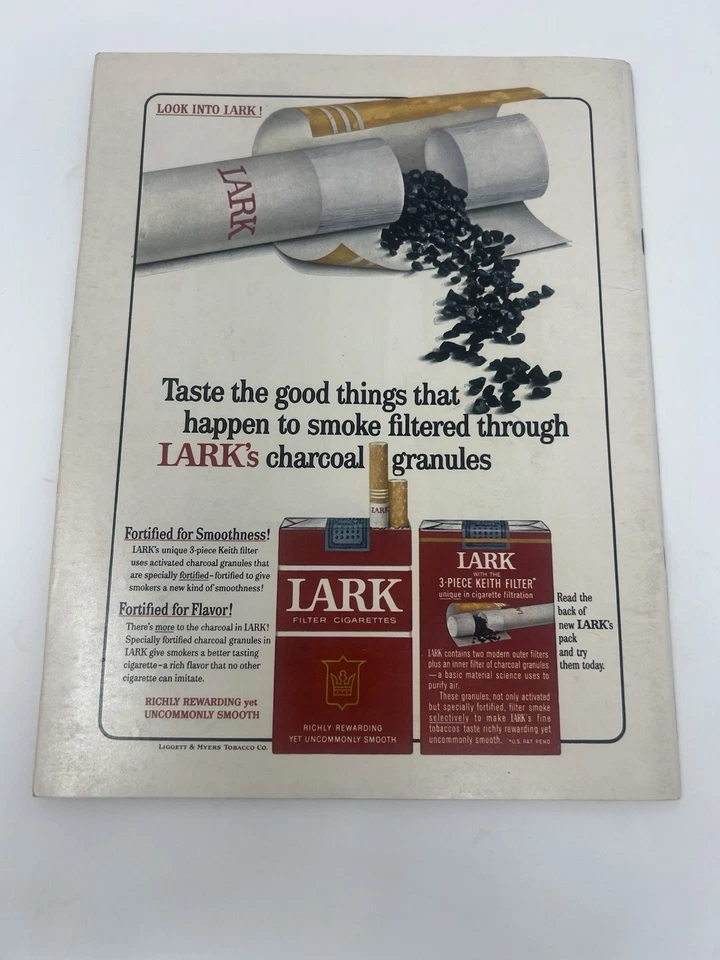 LOOK INTO LARK!
LARK
Taste the good things that
happen to smoke filtered through
LARK's charcoal granules
LARK
Fortified for Smoothness!
LARK's unique 3-piece Keith filter
uses activated charcoal granules that
are specially fortified–fortified to give
smokers a new kind of smoothness!
Fortified for Flavor!
There's more to the charcoal in LARK!
Specially fortified charcoal granules in
LARK give smokers a better tasting
cigarette–a rich flavor that no other
cigarette can imitate.
RICHLY REWARDING yet
UNCOMMONLY SMOOTH
LIGGETT & MYERS TOBACCO CO.
LARK
FILTER CIGARETTES
RICHLY REWARDING
YET UNCOMMONLY SMOOTH
LARK
WITH THE
3-PIECE KEITH FILTER*
unique in cigarette filtration
LARK contains two modern outer filters
plus an inner filter of charcoal granules
— a basic material science uses to
purify air.
These granules, not only activated
but specially fortified, filter smoke
selectively to make LARK's fine
tobaccos taste richly rewarding yet
uncommonly smooth. *U.S. PAT. PEND.
Read the
back of
new LARK's
pack
and try
them today.